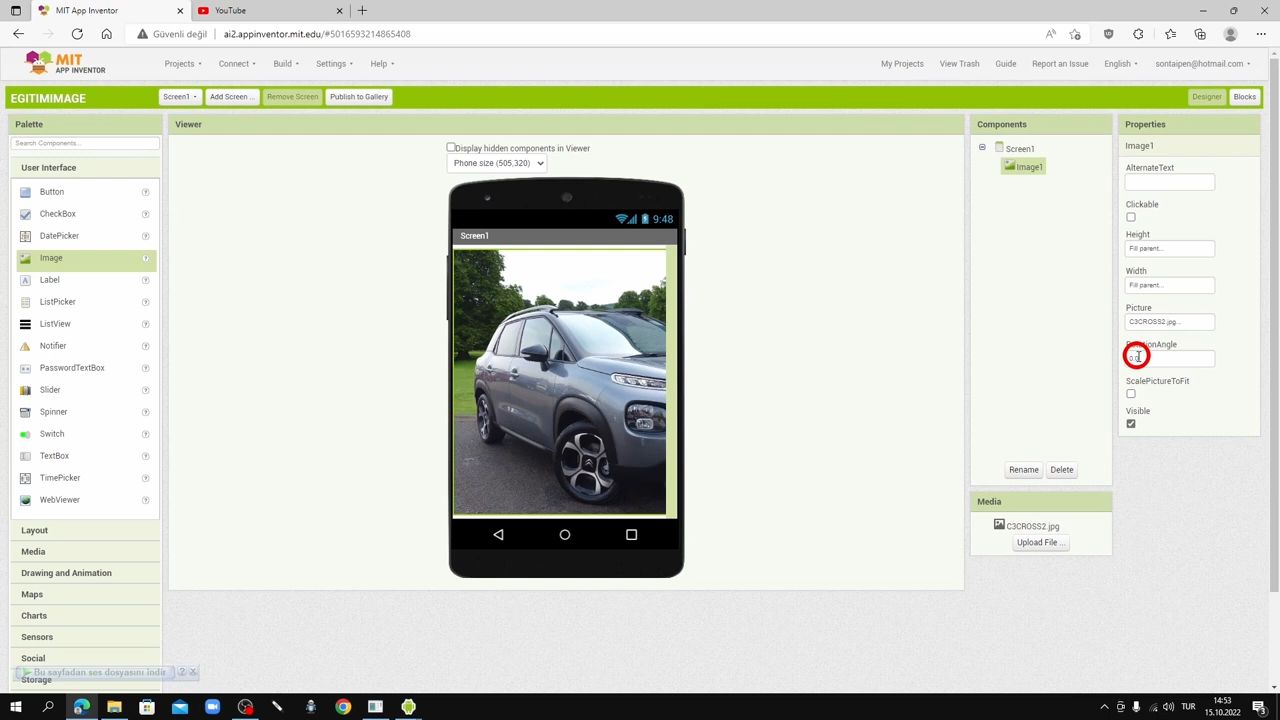 MIT App Inventor
YouTube
Güvenli değil
ai2.appinventor.mit.edu/#5016593214865408
MIT
APP INVENTOR
Projects
Connect
Build
Settings
Help
My Projects
View Trash
Guide
Report an Issue
English
sontaipen@hotmail.com
EGITIMIMAGE
Screen1
Add Screen ...
Remove Screen
Publish to Gallery
Designer
Blocks
Palette
Search Components...
User Interface
Button
CheckBox
DatePicker
Image
Label
ListPicker
ListView
Notifier
PasswordTextBox
Slider
Spinner
Switch
TextBox
TimePicker
WebViewer
Layout
Media
Drawing and Animation
Maps
Charts
Sensors
Social
Storage
Bu sayfadan ses dosyasını indir
Viewer
Display hidden components in Viewer
Phone size (505,320)
9:48
Screen1
Components
Screen1
Image1
Rename
Delete
Media
C3CROSS2.jpg
Upload File ...
Properties
Image1
AlternateText
Clickable
Height
Fill parent...
Width
Fill parent...
Picture
C3CROSS2.jpg...
ScalePictureToFit
Visible
TUR
14:53
15.10.2022